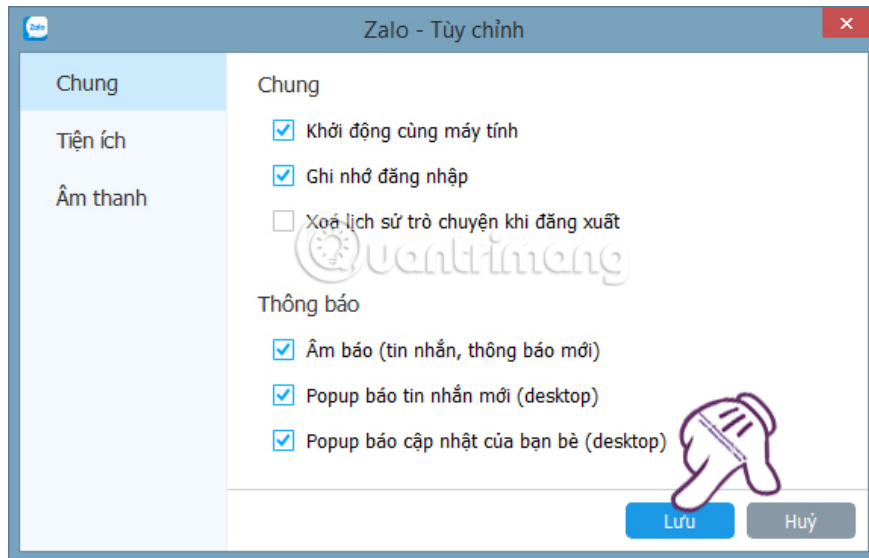 Zalo
Zalo - Tùy chỉnh
Chung
Tiện ích
Âm thanh
Chung
Khởi động cùng máy tính
Ghi nhớ đăng nhập
Xoá lịch sử trò chuyện khi đăng xuất
Quantrimang
Thông báo
Âm báo (tin nhắn, thông báo mới)
Popup báo tin nhắn mới (desktop)
Popup báo cập nhật của bạn bè (desktop)
Lưu
Huỷ